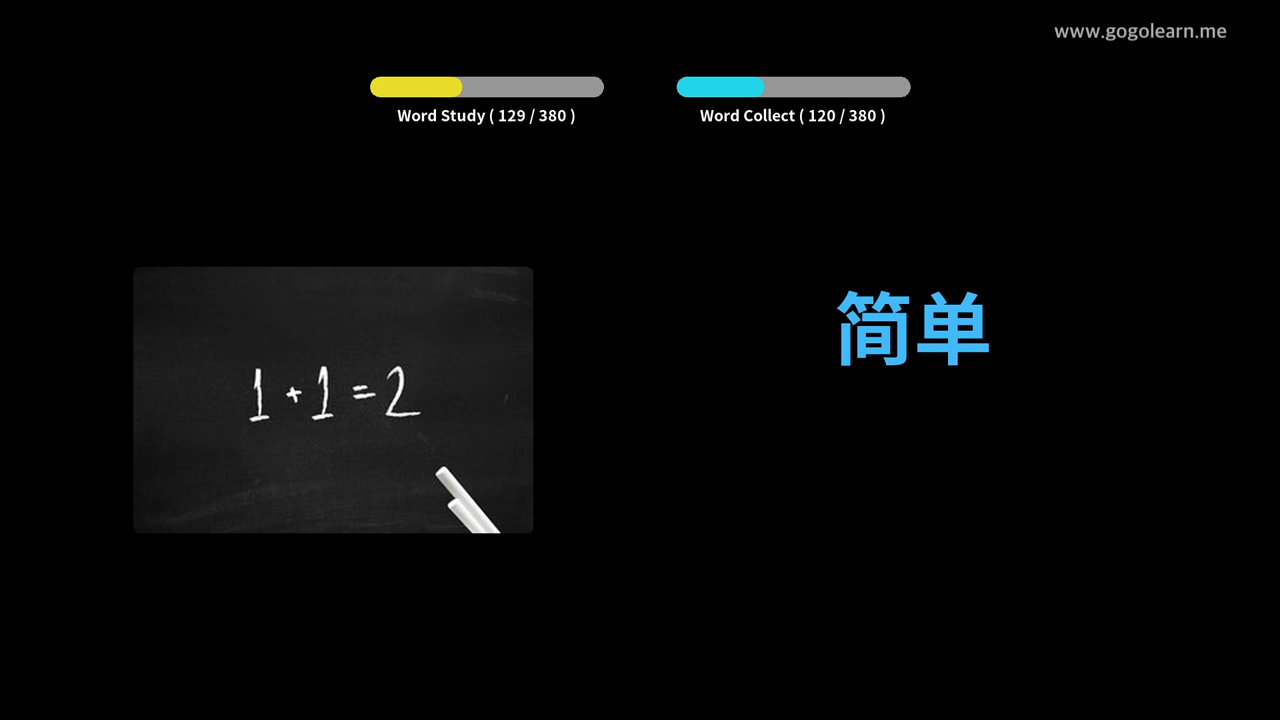 www.gogolearn.me
Word Study ( 129 / 380 )
Word Collect ( 120 / 380 )
简单
1 + 1 = 2